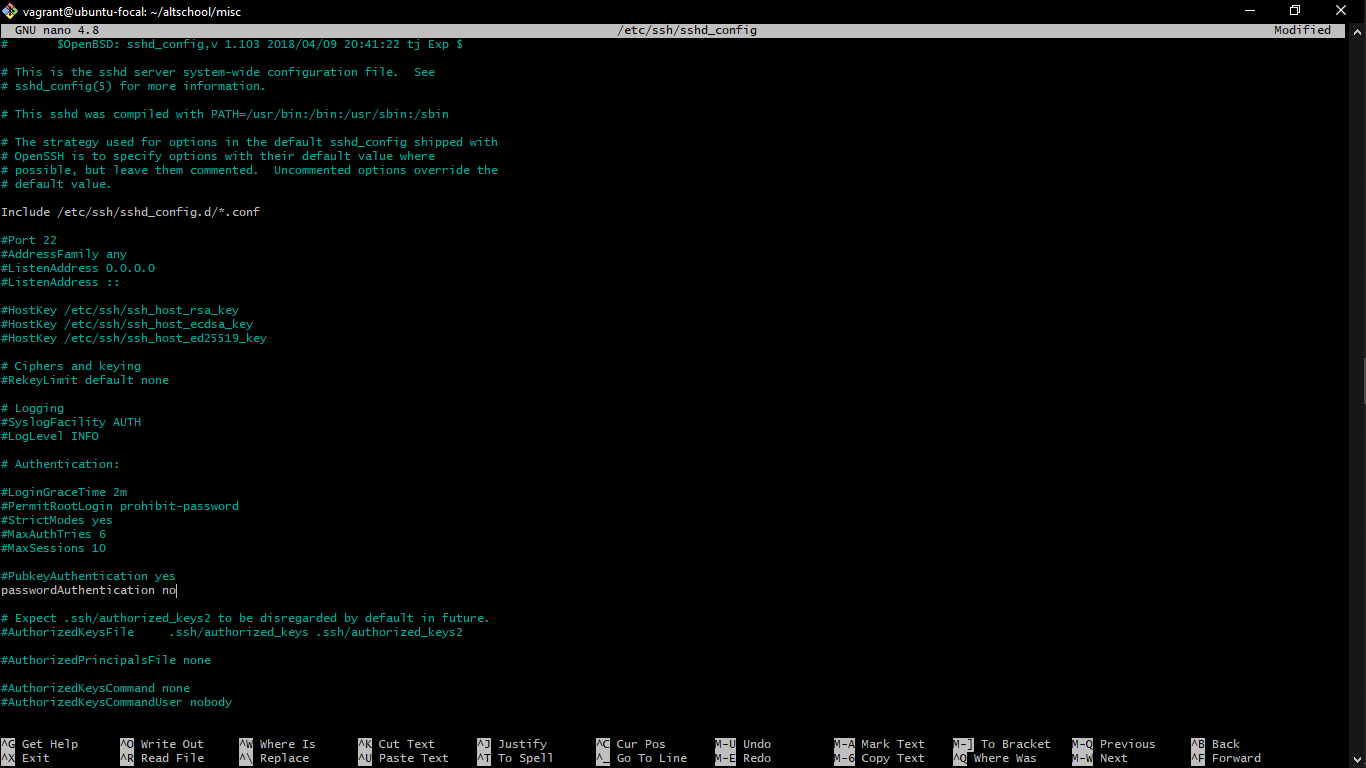 vagrant@ubuntu-focal: ~/altschool/misc
GNU nano 4.8 /etc/ssh/sshd_config Modified
# $OpenBSD: sshd_config,v 1.103 2018/04/09 20:41:22 tj Exp $
# This is the sshd server system-wide configuration file. See
# sshd_config(5) for more information.
# This sshd was compiled with PATH=/usr/bin:/bin:/usr/sbin:/sbin
# The strategy used for options in the default sshd_config shipped with
# OpenSSH is to specify options with their default value where
# possible, but leave them commented. Uncommented options override the
# default value.
Include /etc/ssh/sshd_config.d/*.conf
#Port 22
#AddressFamily any
#ListenAddress 0.0.0.0
#ListenAddress ::
#HostKey /etc/ssh/ssh_host_rsa_key
#HostKey /etc/ssh/ssh_host_ecdsa_key
#HostKey /etc/ssh/ssh_host_ed25519_key
# Ciphers and keying
#RekeyLimit default none
# Logging
#SyslogFacility AUTH
#LogLevel INFO
# Authentication:
#LoginGraceTime 2m
#PermitRootLogin prohibit-password
#StrictModes yes
#MaxAuthTries 6
#MaxSessions 10
#PubkeyAuthentication yes
passwordAuthentication no
# Expect .ssh/authorized_keys2 to be disregarded by default in future.
#AuthorizedKeysFile .ssh/authorized_keys .ssh/authorized_keys2
#AuthorizedPrincipalsFile none
#AuthorizedKeysCommand none
#AuthorizedKeysCommandUser nobody
^G Get Help ^O Write Out ^W Where Is ^K Cut Text ^J Justify ^C Cur Pos M-U Undo M-A Mark Text M-] To Bracket M-Q Previous ^B Back
^X Exit ^R Read File ^\ Replace ^U Paste Text ^T To Spell ^_ Go To Line M-E Redo M-6 Copy Text ^Q Where Was M-W Next ^F Forward